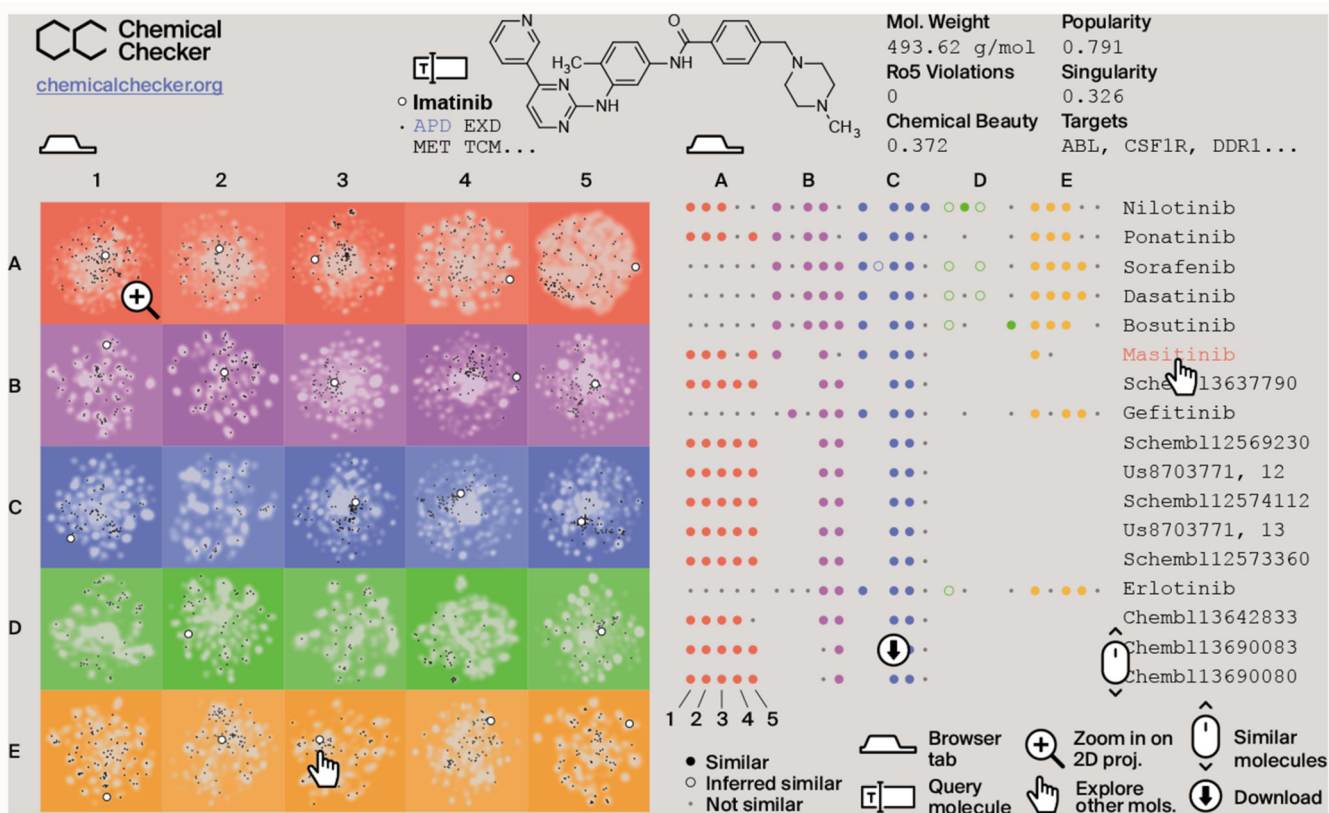 Chemical
Checker
chemicalchecker.org
T
Imatinib
APD EXD
MET TCM...
N
H₃C
N
N
NH
NH
O
N
N
CH₃
Mol. Weight
493.62 g/mol
Ro5 Violations
0
Chemical Beauty
0.372
Popularity
0.791
Singularity
0.326
Targets
ABL, CSF1R, DDR1...
1 2 3 4 5
A
B
C
D
E
A B C D E
Nilotinib
Ponatinib
Sorafenib
Dasatinib
Bosutinib
Masitinib
3637790
Gefitinib
Schembl12569230
Us8703771, 12
Schembl12574112
Us8703771, 13
Schembl12573360
Erlotinib
Chembl13642833
Chembl13690083
Chembl13690080
1 2 3 4 5
Similar
Inferred similar
Not similar
Browser
tab
T
Query
molecule
Zoom in on
2D proj.
Explore
other mols.
Similar
molecules
Download